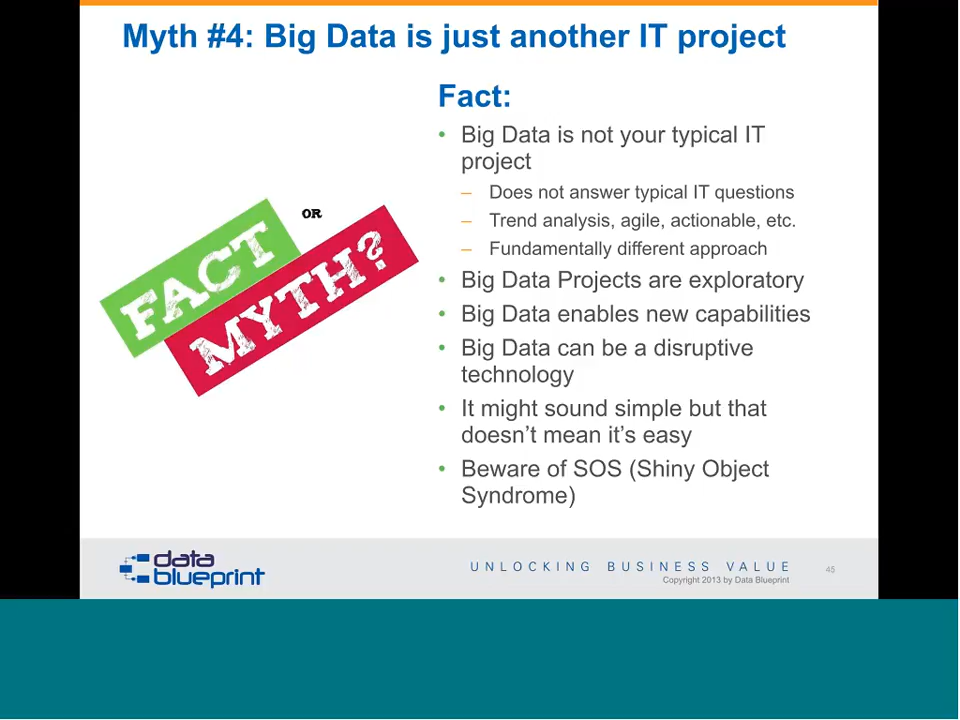 Myth #4: Big Data is just another IT project
Fact:
• Big Data is not your typical IT
project
– Does not answer typical IT questions
– Trend analysis, agile, actionable, etc.
– Fundamentally different approach
• Big Data Projects are exploratory
• Big Data enables new capabilities
• Big Data can be a disruptive
technology
• It might sound simple but that
doesn’t mean it’s easy
• Beware of SOS (Shiny Object
Syndrome)
FACT
OR
MYTH?
data
blueprint
UNLOCKING BUSINESS VALUE
Copyright 2013 by Data Blueprint
45